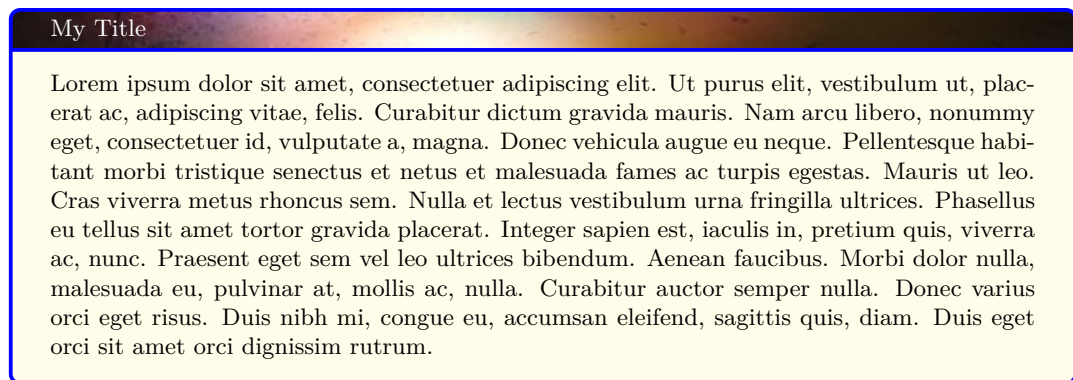 My Title
Lorem ipsum dolor sit amet, consectetuer adipiscing elit. Ut purus elit, vestibulum ut, plac-
erat ac, adipiscing vitae, felis. Curabitur dictum gravida mauris. Nam arcu libero, nonummy
eget, consectetuer id, vulputate a, magna. Donec vehicula augue eu neque. Pellentesque habi-
tant morbi tristique senectus et netus et malesuada fames ac turpis egestas. Mauris ut leo.
Cras viverra metus rhoncus sem. Nulla et lectus vestibulum urna fringilla ultrices. Phasellus
eu tellus sit amet tortor gravida placerat. Integer sapien est, iaculis in, pretium quis, viverra
ac, nunc. Praesent eget sem vel leo ultrices bibendum. Aenean faucibus. Morbi dolor nulla,
malesuada eu, pulvinar at, mollis ac, nulla. Curabitur auctor semper nulla. Donec varius
orci eget risus. Duis nibh mi, congue eu, accumsan eleifend, sagittis quis, diam. Duis eget
orci sit amet orci dignissim rutrum.